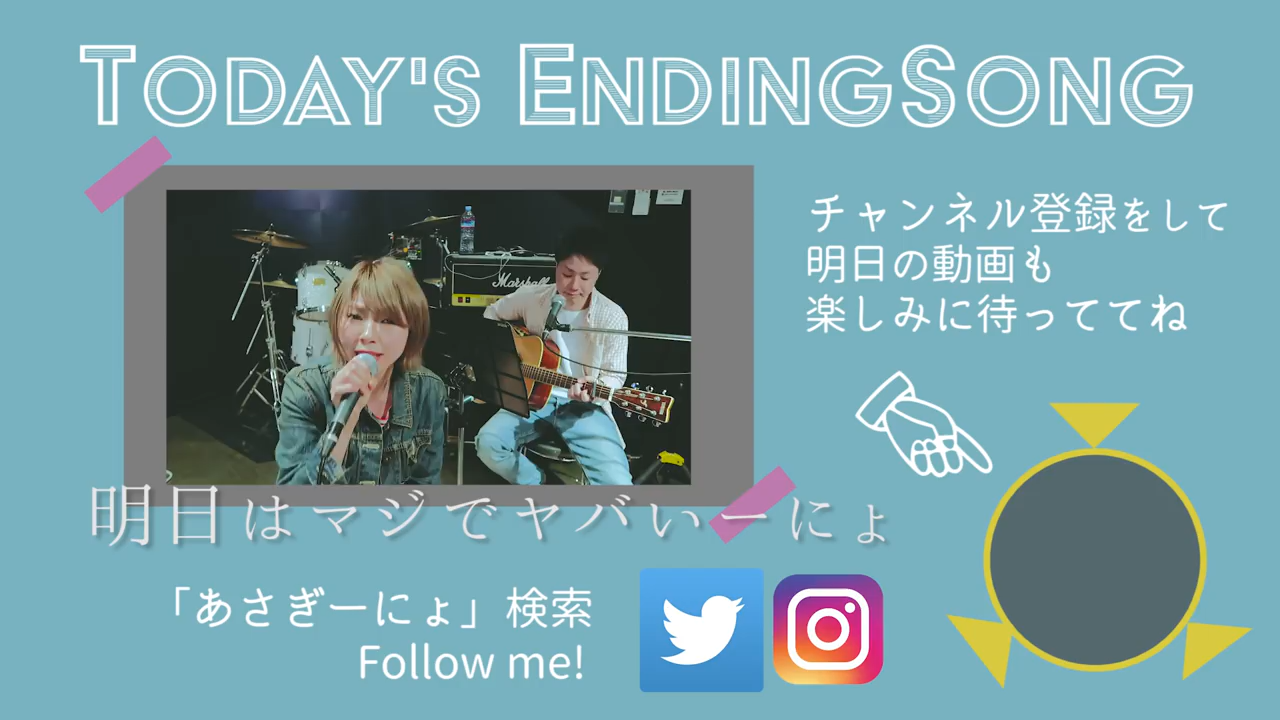 TODAY'S ENDINGSONG
チャンネル登録をして
明日の動画も
楽しみに待っててね
Marshall
明日はマジでヤバいーにょ
「あさぎーにょ」検索
Follow me!